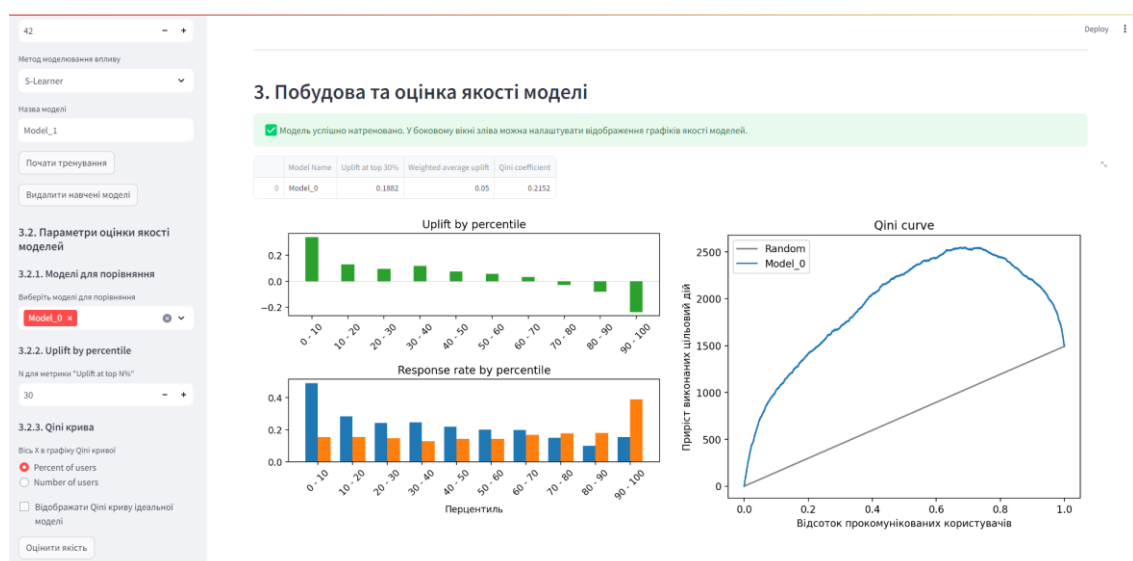 42
Метод моделювання впливу
S-Learner
Назва моделі
Model_1
Почати тренування
Видалити навчені моделі
3.2. Параметри оцінки якості
моделей
3.2.1. Моделі для порівняння
Виберіть моделі для порівняння
Model_0 ×
3.2.2. Uplift by percentile
N для метрики "Uplift at top N%"
30
3.2.3. Qini крива
Вісь X в графіку Qini кривої
Percent of users
Number of users
Відображати Qini криву ідеальної
моделі
Оцінити якість
Deploy
3. Побудова та оцінка якості моделі
Модель успішно натреновано. У боковому вікні зліва можна налаштувати відображення графіків якості моделей.
Model Name Uplift at top 30% Weighted average uplift Qini coefficient
0 Model_0 0.1882 0.05 0.2152
Uplift by percentile
0.2
0.0
−0.2
0 - 10 10 - 20 20 - 30 30 - 40 40 - 50 50 - 60 60 - 70 70 - 80 80 - 90 90 - 100
Response rate by percentile
0.4
0.2
0.0
0 - 10 10 - 20 20 - 30 30 - 40 40 - 50 50 - 60 60 - 70 70 - 80 80 - 90 90 - 100
Перцентиль
Qini curve
Random
Model_0
Приріст виконаних цільовий дій
2500
2000
1500
1000
500
0
0.0 0.2 0.4 0.6 0.8 1.0
Відсоток прокомунікованих користувачів